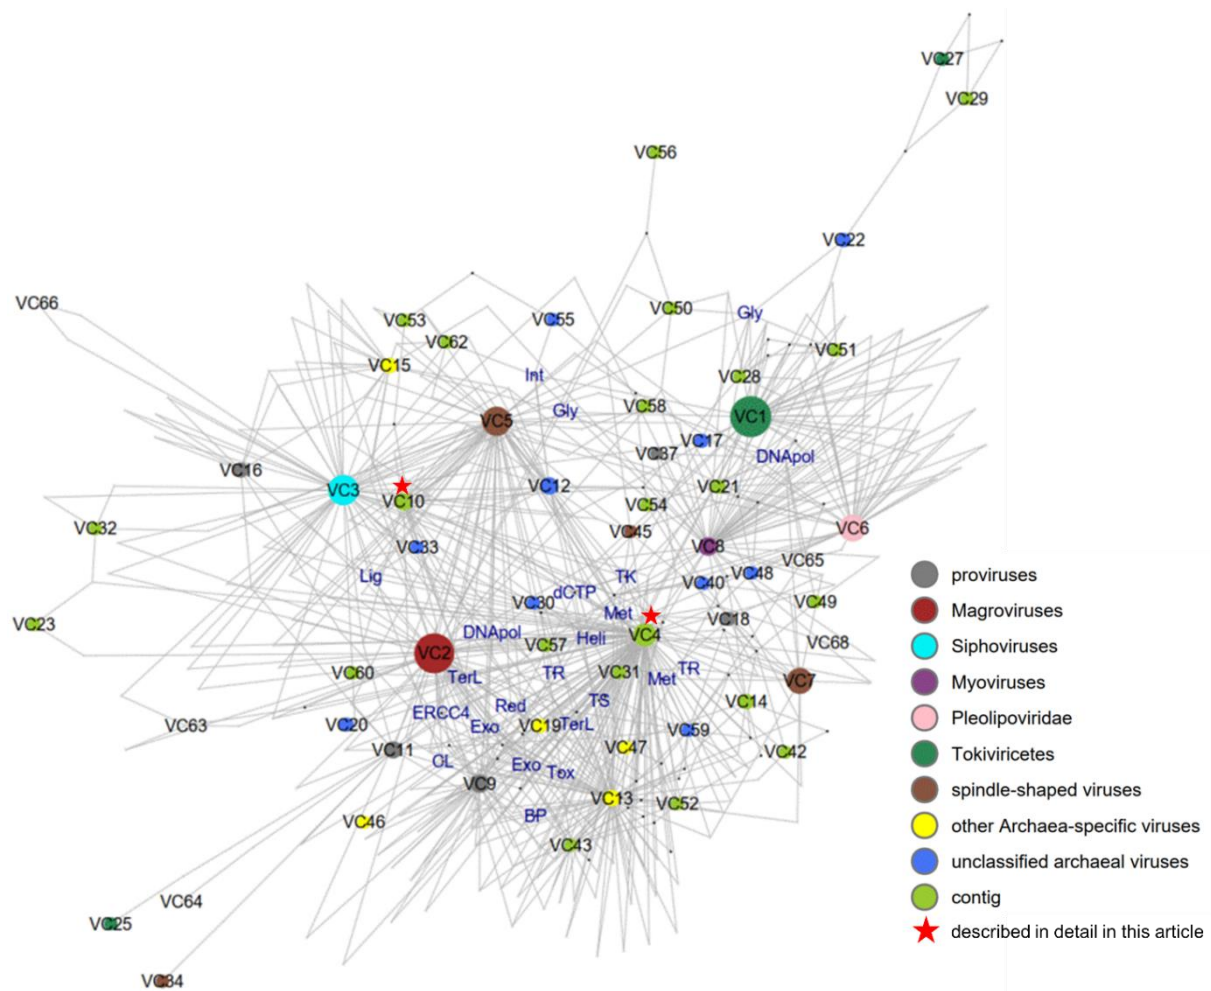 VC27
VC29
VC56
VC22
VC66
VC50
Gly
VC53
VC55
VC62
VC51
VC15
Int
VC28
VC58
Gly
VC5
VC1
VC17
VC37
DNApol
VC16
VC3
VC12
VC21
VC10
VC54
VC32
VC45
VC6
VC33
VC8
VC65
Lig
TK
VC40
VC48
dCTP
VC30
VC49
Met
VC18
VC23
DNApol
Heli
VC4
VC57
VC68
VC2
VC60
TerL
TR
VC31
Met
TR
VC7
TS
VC14
Red
ERCC4
VC63
VC20
Exo
VC19
TerL
VC59
VC11
VC47
VC42
CL
Exo
Tox
VC9
VC13
VC52
BP
VC46
VC43
VC64
VC25
VC34
proviruses
Magroviruses
Siphoviruses
Myoviruses
Pleolipoviridae
Tokiviricetes
spindle-shaped viruses
other Archaea-specific viruses
unclassified archaeal viruses
contig
described in detail in this article